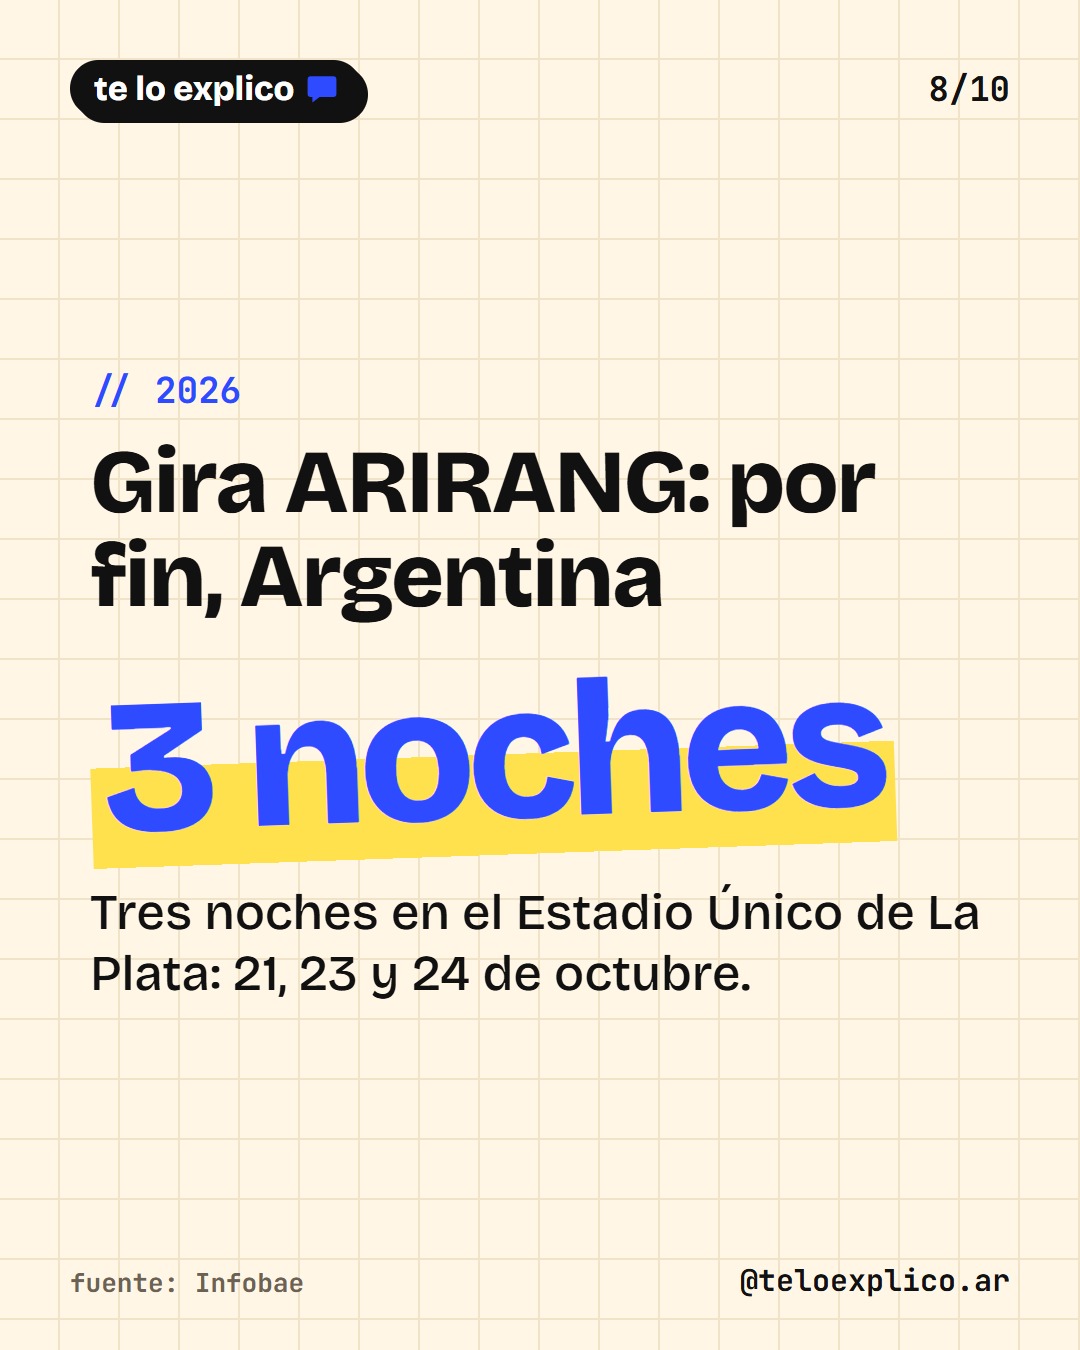 te lo explico
8/10
// 2026
Gira ARIRANG: por
fin, Argentina
3 noches
Tres noches en el Estadio Único de La
Plata: 21, 23 y 24 de octubre.
fuente: Infobae
@teloexplico.ar